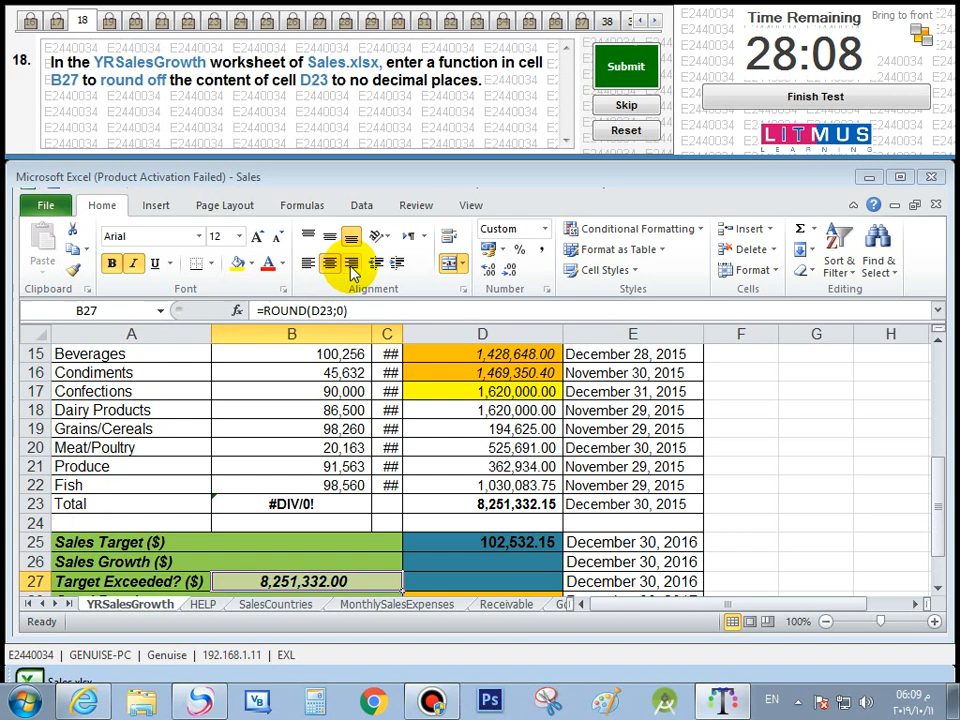 18
38
18. In the YRSalesGrowth worksheet of Sales.xlsx, enter a function in cell
B27 to round off the content of cell D23 to no decimal places.
Submit
Skip
Reset
Time Remaining
Bring to front
28:08
Finish Test
LITMUS
LEARNING
Microsoft Excel (Product Activation Failed) - Sales
File Home Insert Page Layout Formulas Data Review View
Paste
Arial 12
B I U
Custom
Conditional Formatting
Format as Table
Cell Styles
Insert
Delete
Format
Sort & Filter
Find & Select
Clipboard Font Alignment Number Styles Cells Editing
B27 fx =ROUND(D23;0)
A B C D E F G H
15 Beverages 100,256 ## 1,428,648.00 December 28, 2015
16 Condiments 45,632 ## 1,469,350.40 November 30, 2015
17 Confections 90,000 ## 1,620,000.00 December 31, 2015
18 Dairy Products 86,500 ## 1,620,000.00 November 29, 2015
19 Grains/Cereals 98,260 ## 194,625.00 November 29, 2015
20 Meat/Poultry 20,163 ## 525,691.00 December 30, 2015
21 Produce 91,563 ## 362,934.00 November 29, 2015
22 Fish 98,560 ## 1,030,083.75 November 29, 2015
23 Total #DIV/0! 8,251,332.15 December 30, 2015
24
25 Sales Target ($) 102,532.15 December 30, 2016
26 Sales Growth ($) December 30, 2016
27 Target Exceeded? ($) 8,251,332.00 December 30, 2016
YRSalesGrowth HELP SalesCountries MonthlySalesExpenses Receivable
Ready 100%
E2440034 | GENUISE-PC | Genuise | 192.168.1.11 | EXL
Sales.xlsx
EN
06:09 م
٢٠١٩/١٠/١١